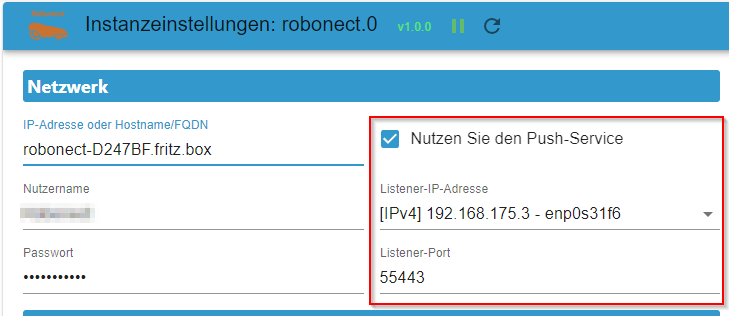 Instanzeinstellungen: robonect.0 v1.0.0
Netzwerk
IP-Adresse oder Hostname/FQDN
robonect-D247BF.fritz.box
Nutzername
Passwort
•••••••••••
Nutzen Sie den Push-Service
Listener-IP-Adresse
[IPv4] 192.168.175.3 - enp0s31f6
Listener-Port
55443